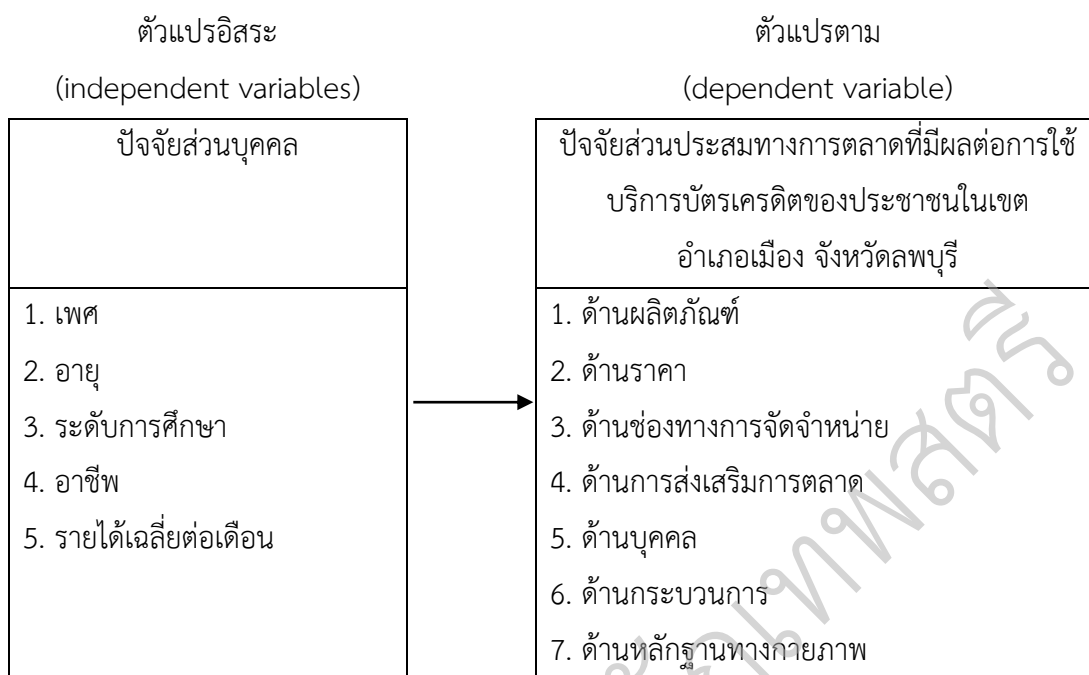 ตัวแปรอิสระ
(independent variables)
ปัจจัยส่วนบุคคล
1. เพศ
2. อายุ
3. ระดับการศึกษา
4. อาชีพ
5. รายได้เฉลี่ยต่อเดือน
ตัวแปรตาม
(dependent variable)
ปัจจัยส่วนประสมทางการตลาดที่มีผลต่อการใช้
บริการบัตรเครดิตของประชาชนในเขต
อำเภอเมือง จังหวัดลพบุรี
1. ด้านผลิตภัณฑ์
2. ด้านราคา
3. ด้านช่องทางการจัดจำหน่าย
4. ด้านการส่งเสริมการตลาด
5. ด้านบุคคล
6. ด้านกระบวนการ
7. ด้านหลักฐานทางกายภาพ